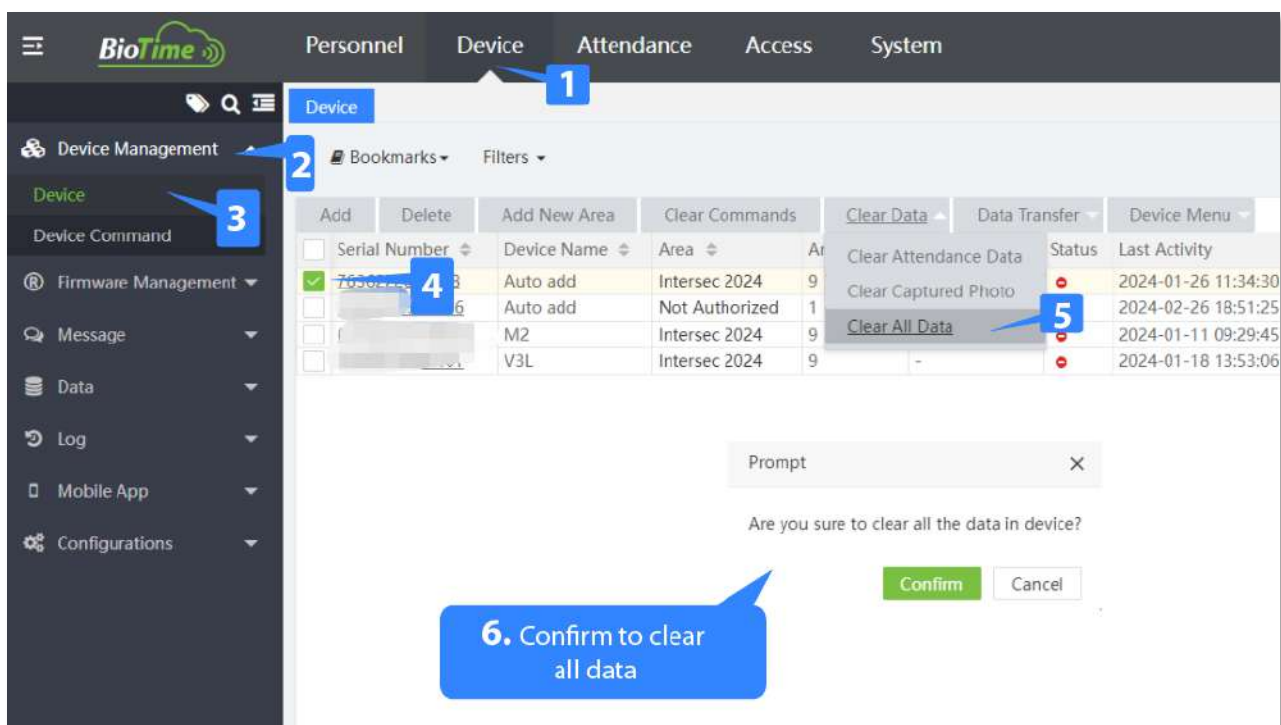 BioTime
Personnel Device Attendance Access System
1
Device
Device Management
2
Bookmarks Filters
Device
3
Device Command
Add Delete Add New Area Clear Commands Clear Data Data Transfer Device Menu
Serial Number Device Name Area Status Last Activity
Clear Attendance Data
4
Auto add Intersec 2024 9 2024-01-26 11:34:30
Firmware Management
Clear Captured Photo
6 Auto add Not Authorized 1 2024-02-26 18:51:25
5
Clear All Data
M2 Intersec 2024 9 2024-01-11 09:29:45
Message
V3L Intersec 2024 9 - 2024-01-18 13:53:06
Data
Log
Mobile App
Configurations
Prompt
Are you sure to clear all the data in device?
Confirm Cancel
6. Confirm to clear
all data